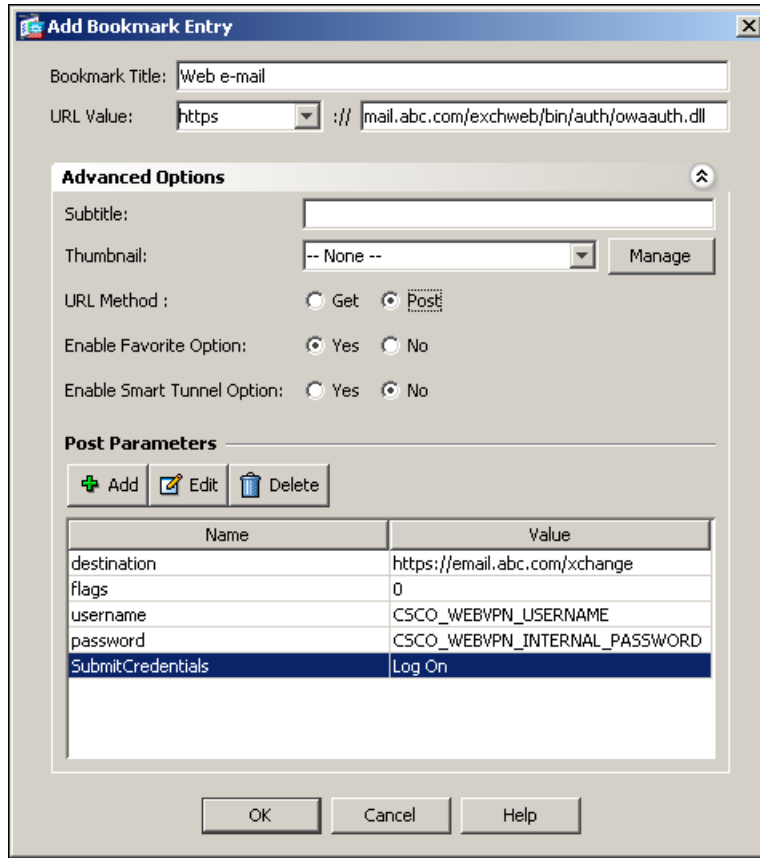 Add Bookmark Entry
Bookmark Title: Web e-mail
URL Value: https :// mail.abc.com/exchweb/bin/auth/owaauth.dll
Advanced Options
Subtitle:
Thumbnail: -- None -- Manage
URL Method : Get Post
Enable Favorite Option: Yes No
Enable Smart Tunnel Option: Yes No
Post Parameters
Add Edit Delete
Name Value
destination https://email.abc.com/xchange
flags 0
username CSCO_WEBVPN_USERNAME
password CSCO_WEBVPN_INTERNAL_PASSWORD
SubmitCredentials Log On
OK Cancel Help